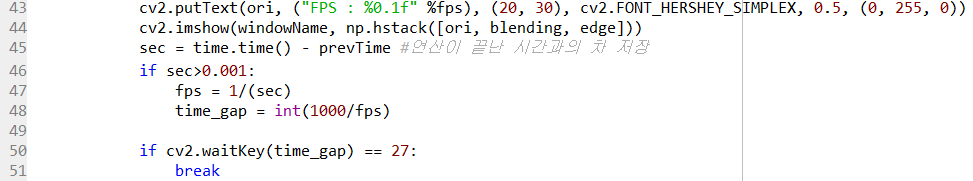 43 cv2.putText(ori, ("FPS : %0.1f" %fps), (20, 30), cv2.FONT_HERSHEY_SIMPLEX, 0.5, (0, 255, 0))
44 cv2.imshow(windowName, np.hstack([ori, blending, edge]))
45 sec = time.time() - prevTime #연산이 끝난 시간과의 차 저장
46 if sec>0.001:
47 fps = 1/(sec)
48 time_gap = int(1000/fps)
49
50 if cv2.waitKey(time_gap) == 27:
51 break